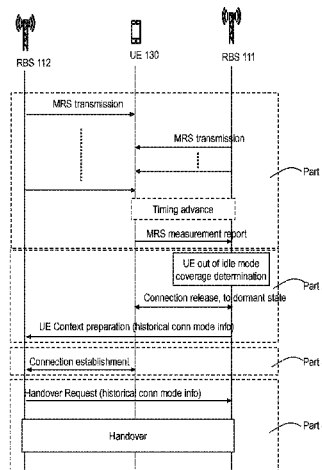 RBS 112
UE 130
RBS 111
MRS transmission
MRS transmission
Part
Timing advance
MRS measurement report
UE out of idle mode
coverage determination
Part
Connection release, to dormant state
UE Context preparation (historical conn mode info)
Connection establishment
Part
Handover Request (historical conn mode info)
Part
Handover